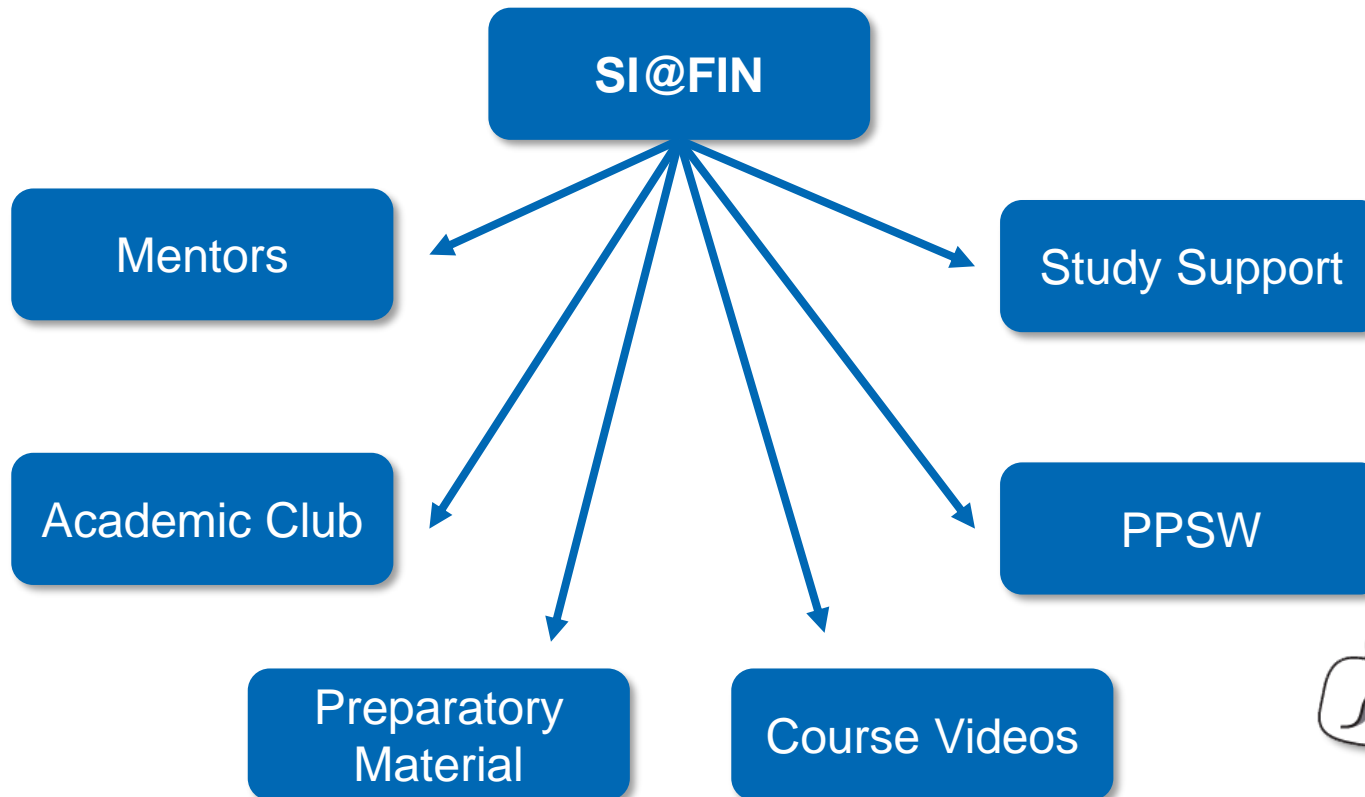 SI@FIN
Mentors
Study Support
Academic Club
PPSW
Preparatory
Material
Course Videos